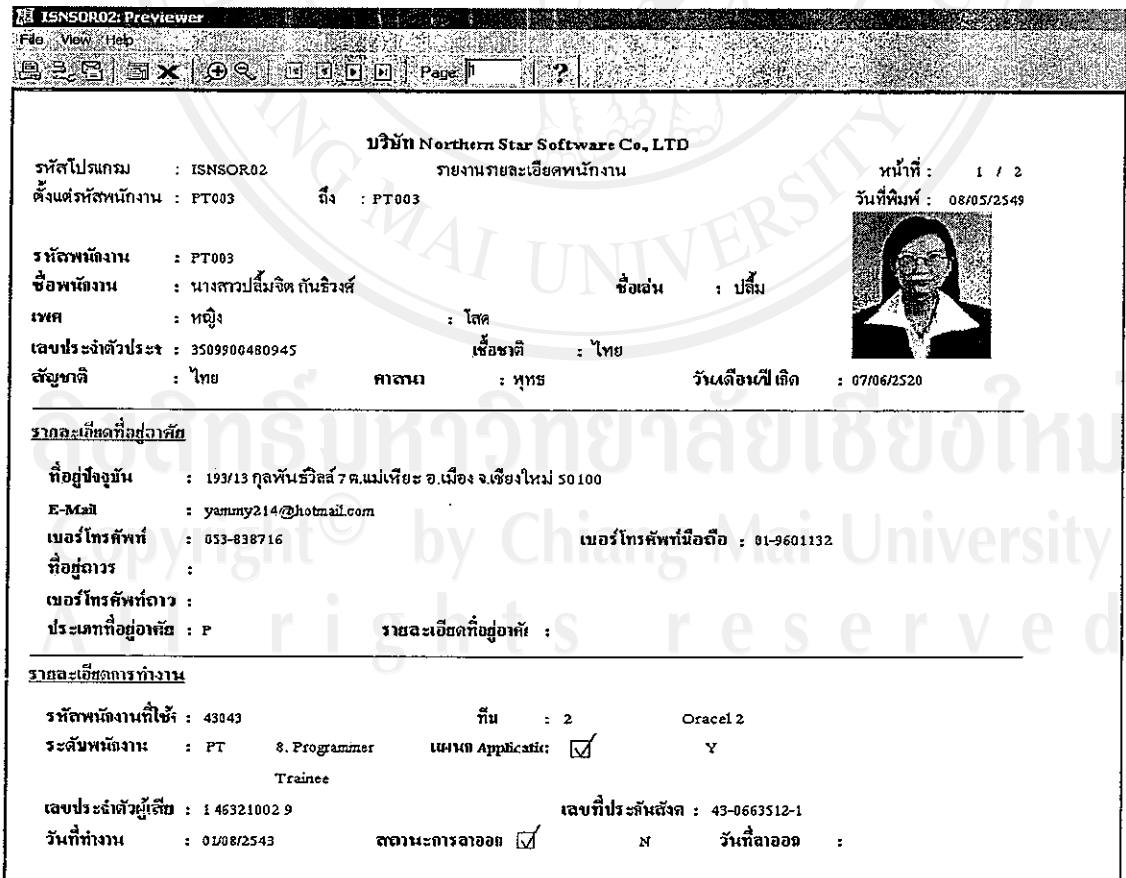 ISNSOR02: Previewer
File View Help
Page: 1 ?
บริษัท Northern Star Software Co., LTD
รหัสโปรแกรม : ISNSOR02 รายงานรายละเอียดพนักงาน หน้าที่ : 1 / 2
ตั้งแต่รหัสพนักงาน : PT003 ถึง : PT003 วันที่พิมพ์ : 08/05/2549
รหัสพนักงาน : PT003
ชื่อพนักงาน : นางสาวปลื้มจิต กันธิวงศ์ ชื่อเล่น : ปลื้ม
เพศ : หญิง : โสด
เลขประจำตัวประช : 3509900480945 เชื้อชาติ : ไทย
สัญชาติ : ไทย ศาสนา : พุทธ วัน/เดือน/ปี เกิด : 07/06/2520
รายละเอียดที่อยู่อาศัย
ที่อยู่ปัจจุบัน : 193/13 กุลพันธ์วิลล์ 7 ต.แม่เหียะ อ.เมือง จ.เชียงใหม่ 50100
E-Mail : yammy214@hotmail.com
เบอร์โทรศัพท์ : 053-838716 เบอร์โทรศัพท์มือถือ : 01-9601132
ที่อยู่ถาวร :
เบอร์โทรศัพท์ถาว :
ประเภทที่อยู่อาศัย : P รายละเอียดที่อยู่อาศั :
รายละเอียดการทำงาน
รหัสพนักงานที่ใช้ : 43043 ทีม : 2 Oracel 2
ระดับพนักงาน : PT 8. Programmer แผนก Applicatic: Y
Trainee
เลขประจำตัวผู้เสีย : 1 46321002 9 เลขที่ประกันสังค : 43-0663512-1
วันที่ทำงาน : 01/08/2543 สถานะการลาออก N วันที่ลาออก :
ลิขสิทธิ์มหาวิทยาลัยเชียงใหม่
Copyright© by Chiang Mai University
All rights reserved
ING MAI UNIVERSITY